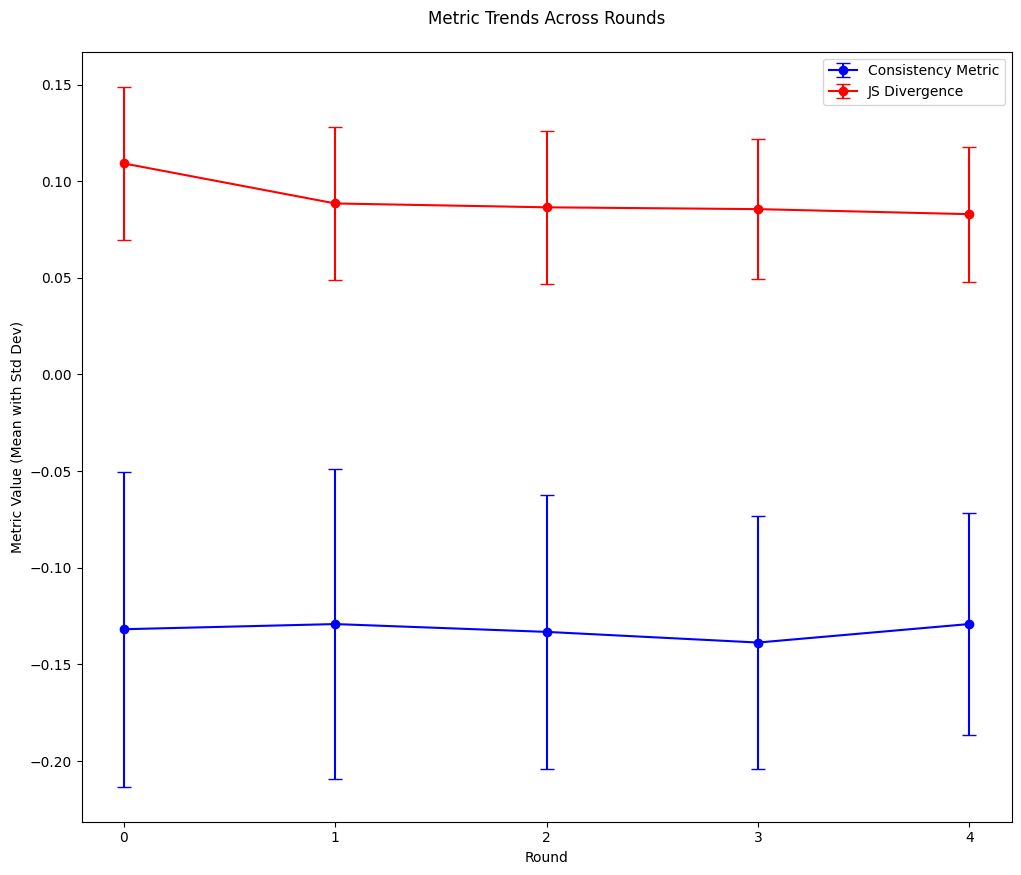 Metric Trends Across Rounds
Consistency Metric
JS Divergence
0.15
0.10
0.05
0.00
−0.05
−0.10
−0.15
−0.20
Metric Value (Mean with Std Dev)
0 1 2 3 4
Round